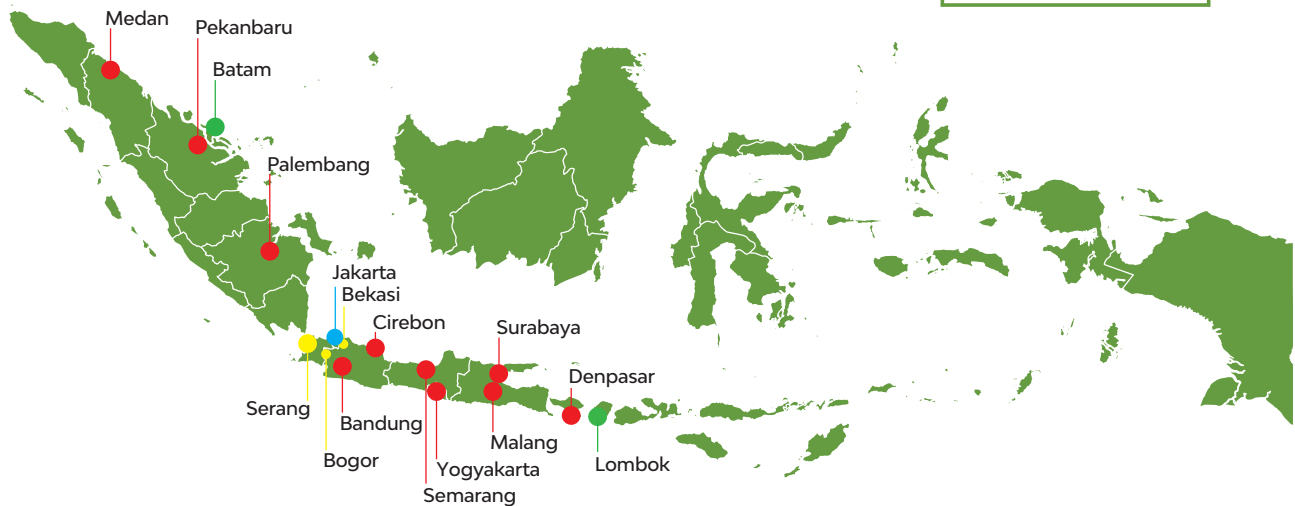 Medan
Pekanbaru
Batam
Palembang
Jakarta
Bekasi
Cirebon
Surabaya
Denpasar
Serang
Bandung
Malang
Bogor
Yogyakarta
Lombok
Semarang